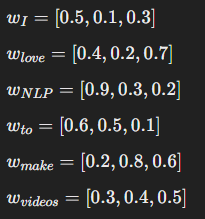 w_I = [0.5, 0.1, 0.3]
w_love = [0.4, 0.2, 0.7]
w_NLP = [0.9, 0.3, 0.2]
w_to = [0.6, 0.5, 0.1]
w_make = [0.2, 0.8, 0.6]
w_videos = [0.3, 0.4, 0.5]